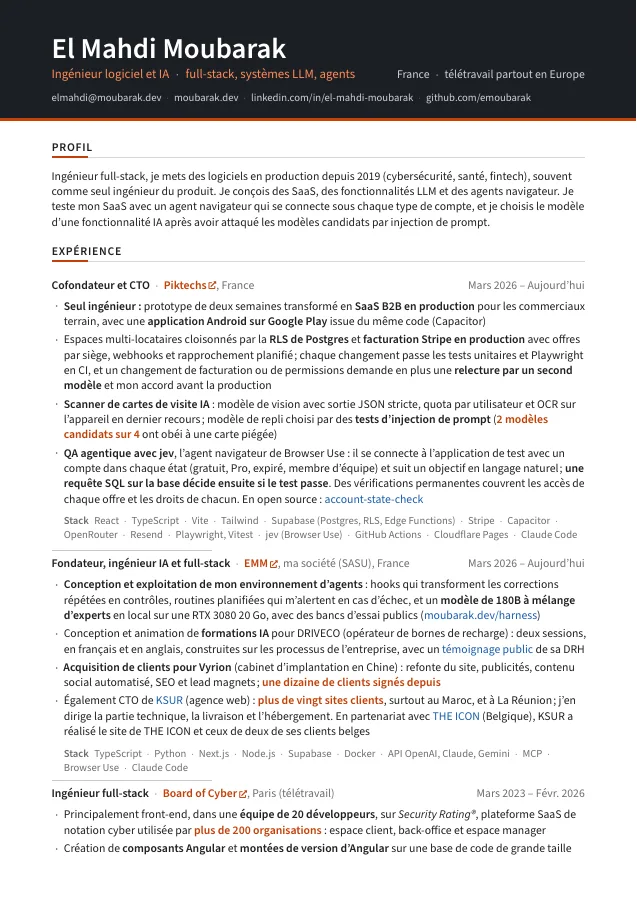 El Mahdi Moubarak
Ingénieur logiciel et IA · full-stack, systèmes LLM, agents France · télétravail partout en Europe
elmahdi@moubarak.dev · moubarak.dev · linkedin.com/in/el-mahdi-moubarak · github.com/emoubarak
PROFIL
Ingénieur full-stack, je mets des logiciels en production depuis 2019 (cybersécurité, santé, fintech), souvent
comme seul ingénieur du produit. Je conçois des SaaS, des fonctionnalités LLM et des agents navigateur. Je
teste mon SaaS avec un agent navigateur qui se connecte sous chaque type de compte, et je choisis le modèle
d'une fonctionnalité IA après avoir attaqué les modèles candidats par injection de prompt.
EXPÉRIENCE
Cofondateur et CTO · Piktechs, France Mars 2026 – Aujourd'hui
· Seul ingénieur : prototype de deux semaines transformé en SaaS B2B en production pour les commerciaux
terrain, avec une application Android sur Google Play issue du même code (Capacitor)
· Espaces multi-locataires cloisonnés par la RLS de Postgres et facturation Stripe en production avec offres
par siège, webhooks et rapprochement planifié ; chaque changement passe les tests unitaires et Playwright
en CI, et un changement de facturation ou de permissions demande en plus une relecture par un second
modèle et mon accord avant la production
· Scanner de cartes de visite IA : modèle de vision avec sortie JSON stricte, quota par utilisateur et OCR sur
l'appareil en dernier recours ; modèle de repli choisi par des tests d'injection de prompt (2 modèles
candidats sur 4 ont obéi à une carte piégée)
· QA agentique avec jev, l'agent navigateur de Browser Use : il se connecte à l'application de test avec un
compte dans chaque état (gratuit, Pro, expiré, membre d'équipe) et suit un objectif en langage naturel ; une
requête SQL sur la base décide ensuite si le test passe. Des vérifications permanentes couvrent les accès de
chaque offre et les droits de chacun. En open source : account-state-check
Stack React · TypeScript · Vite · Tailwind · Supabase (Postgres, RLS, Edge Functions) · Stripe · Capacitor ·
OpenRouter · Resend · Playwright, Vitest · jev (Browser Use) · GitHub Actions · Cloudflare Pages · Claude Code
Fondateur, ingénieur IA et full-stack · EMM, ma société (SASU), France Mars 2026 – Aujourd'hui
· Conception et exploitation de mon environnement d'agents : hooks qui transforment les corrections
répétées en contrôles, routines planifiées qui m'alertent en cas d'échec, et un modèle de 180B à mélange
d'experts en local sur une RTX 3080 20 Go, avec des bancs d'essai publics (moubarak.dev/harness)
· Conception et animation de formations IA pour DRIVECO (opérateur de bornes de recharge) : deux sessions,
en français et en anglais, construites sur les processus de l'entreprise, avec un témoignage public de sa DRH
· Acquisition de clients pour Vyrion (cabinet d'implantation en Chine) : refonte du site, publicités, contenu
social automatisé, SEO et lead magnets ; une dizaine de clients signés depuis
· Également CTO de KSUR (agence web) : plus de vingt sites clients, surtout au Maroc, et à La Réunion ; j'en
dirige la partie technique, la livraison et l'hébergement. En partenariat avec THE ICON (Belgique), KSUR a
réalisé le site de THE ICON et ceux de deux de ses clients belges
Stack TypeScript · Python · Next.js · Node.js · Supabase · Docker · API OpenAI, Claude, Gemini · MCP ·
Browser Use · Claude Code
Ingénieur full-stack · Board of Cyber, Paris (télétravail) Mars 2023 – Févr. 2026
· Principalement front-end, dans une équipe de 20 développeurs, sur Security Rating®, plateforme SaaS de
notation cyber utilisée par plus de 200 organisations : espace client, back-office et espace manager
· Création de composants Angular et montées de version d'Angular sur une base de code de grande taille